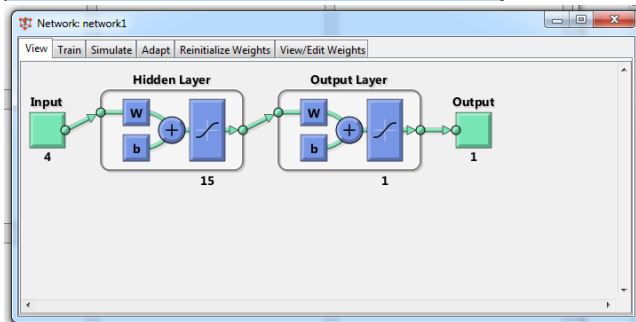 Network: network1
View Train Simulate Adapt Reinitialize Weights View/Edit Weights
Hidden Layer Output Layer
Input Output
W W
b b
4 15 1 1